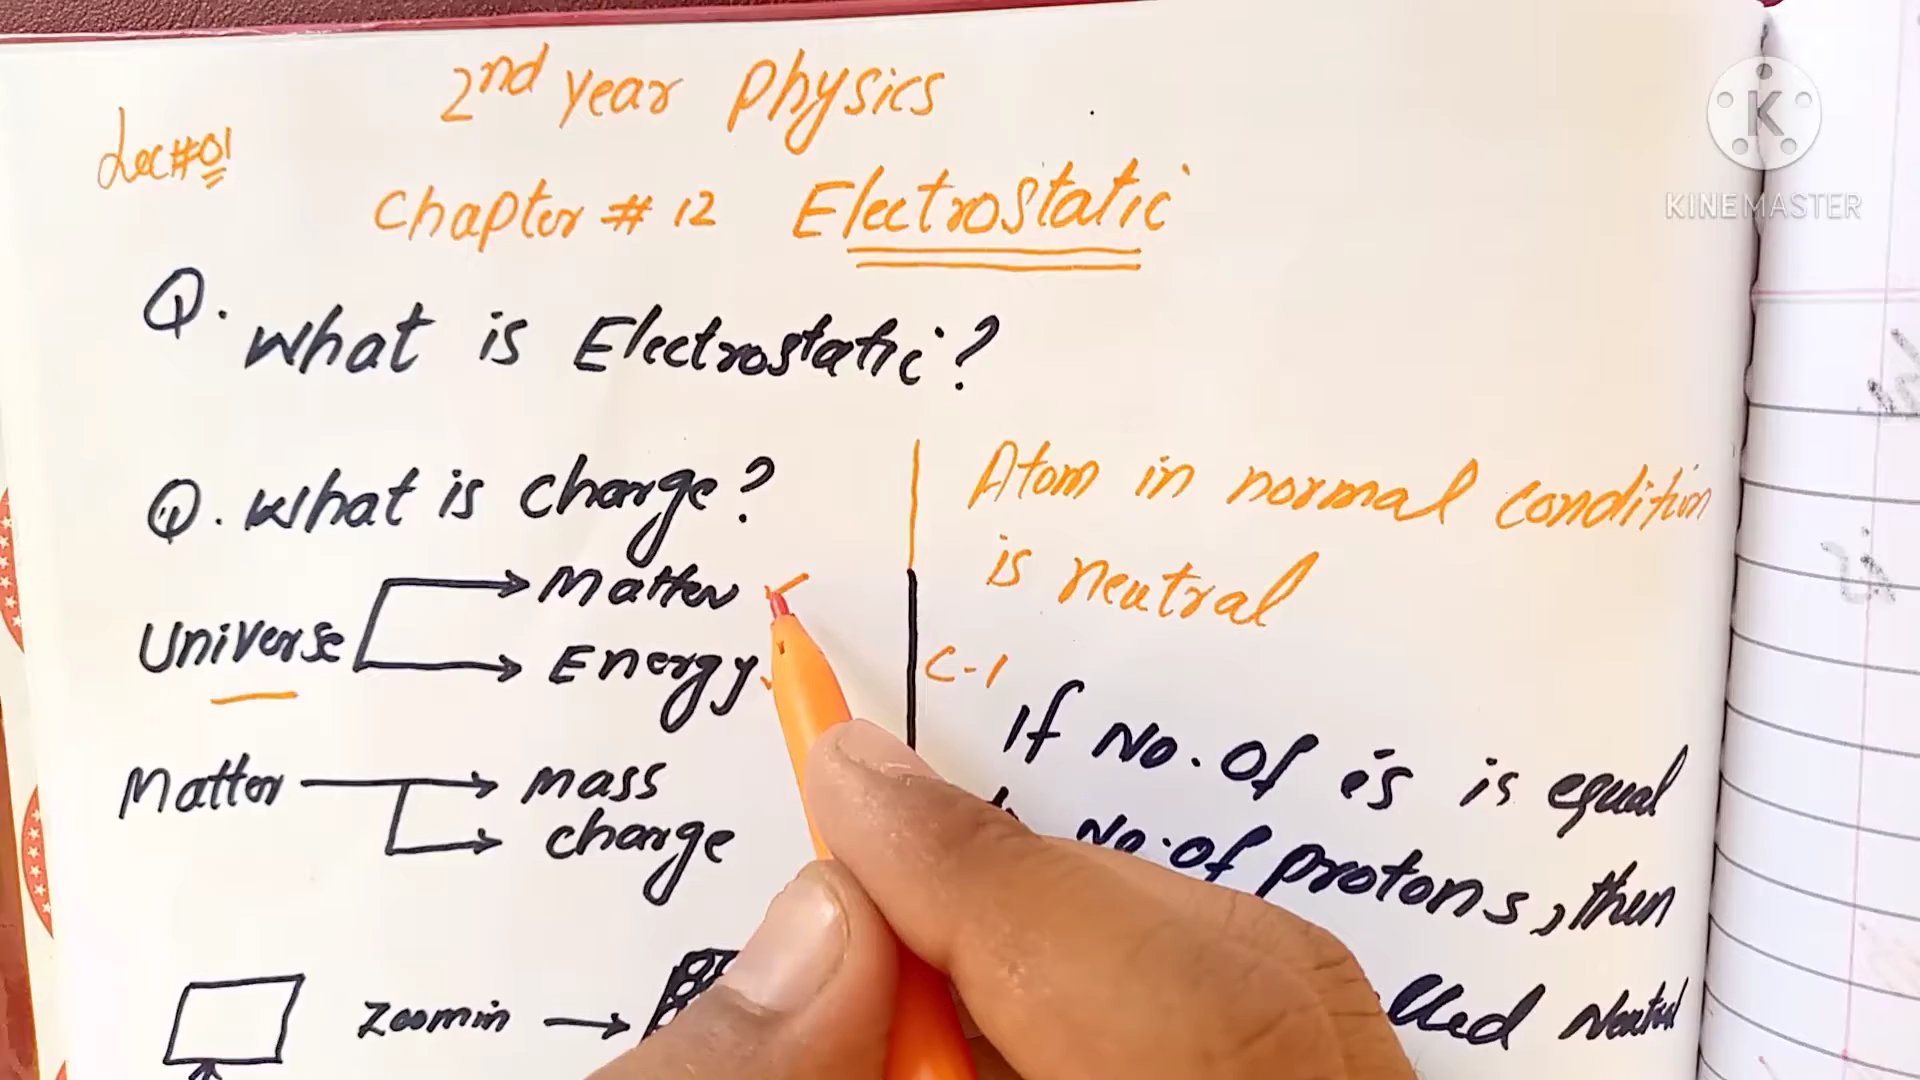 2nd year Physics
Lec#01
Chapter # 12 Electrostatic
Q. What is Electrostatic?
Q. What is charge?
Universe
Matter
Energy
Matter
mass
charge
Zoomin
Atom in normal condition
is neutral
C-1
If No. Of e's is equal
No. of protons, then
Neutral
KINEMASTER